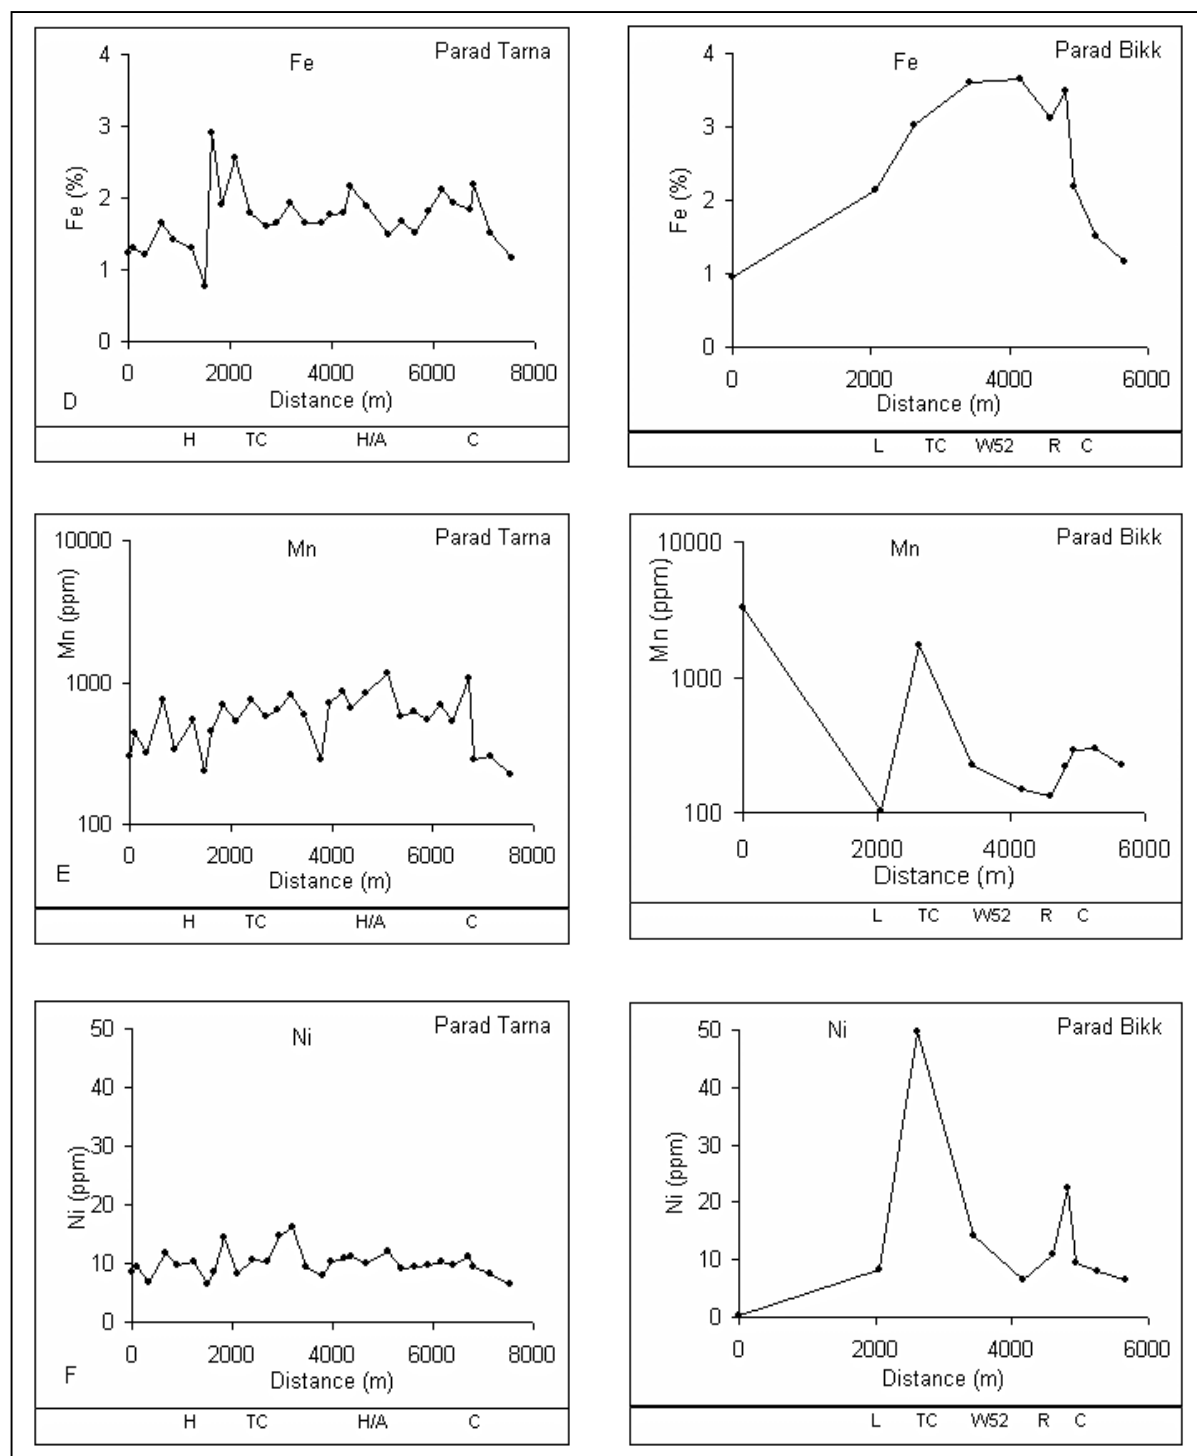 Parad Tarna
Fe
4
3
2
1
0
Fe (%)
0 2000 4000 6000 8000
Distance (m)
D
H TC H/A C
Parad Bikk
Fe
4
3
2
1
0
Fe (%)
0 2000 4000 6000
Distance (m)
L TC W52 R C
Parad Tarna
Mn
10000
1000
100
Mn (ppm)
0 2000 4000 6000 8000
Distance (m)
E
H TC H/A C
Parad Bikk
Mn
10000
1000
100
Mn (ppm)
0 2000 4000 6000
Distance (m)
L TC W52 R C
Parad Tarna
Ni
50
40
30
20
10
0
Ni (ppm)
0 2000 4000 6000 8000
Distance (m)
F
H TC H/A C
Parad Bikk
Ni
50
40
30
20
10
0
Ni (ppm)
0 2000 4000 6000
Distance (m)
L TC W52 R C